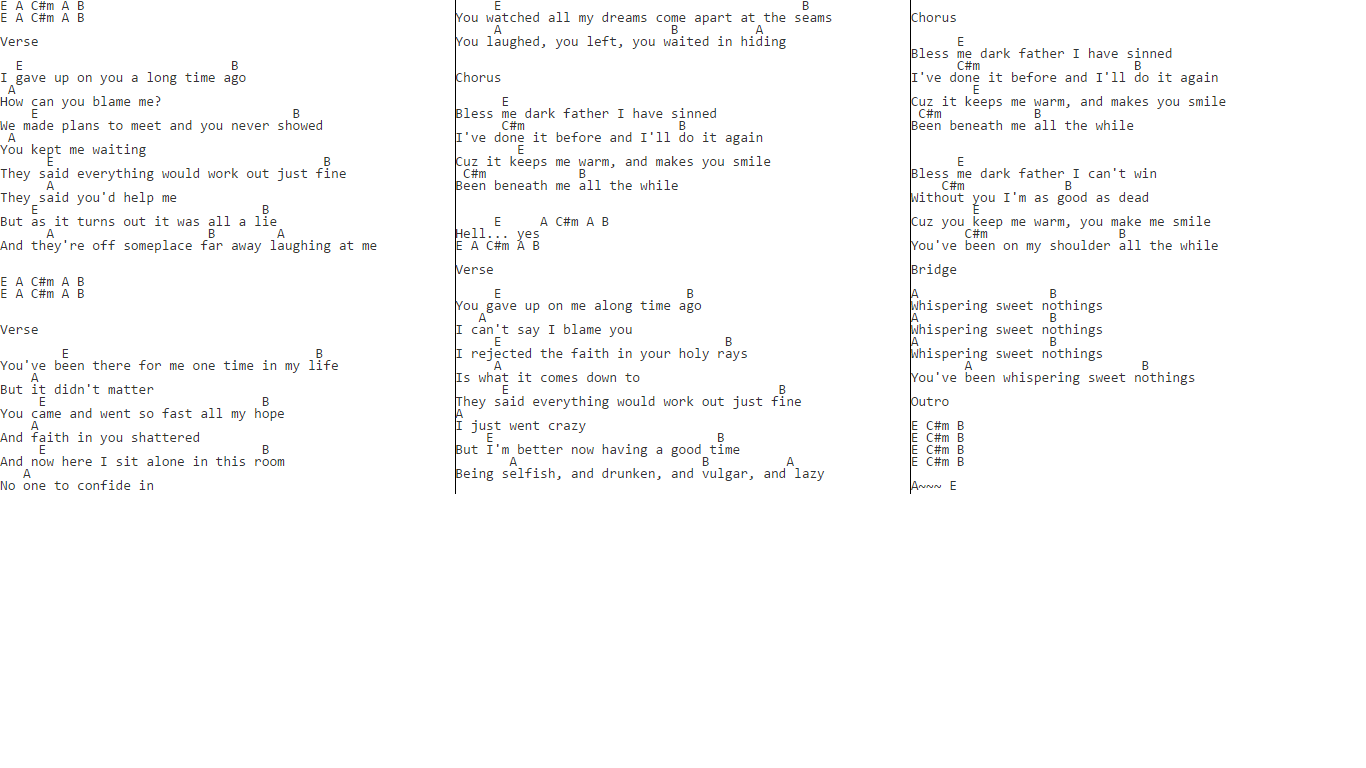 E A C#m A B
E A C#m A B
Verse
E B
I gave up on you a long time ago
A
How can you blame me?
E B
We made plans to meet and you never showed
A
You kept me waiting
E B
They said everything would work out just fine
A
They said you'd help me
E B
But as it turns out it was all a lie
A B A
And they're off someplace far away laughing at me
E A C#m A B
E A C#m A B
Verse
E B
You've been there for me one time in my life
A
But it didn't matter
E B
You came and went so fast all my hope
A
And faith in you shattered
E B
And now here I sit alone in this room
A
No one to confide in
E B
You watched all my dreams come apart at the seams
A B A
You laughed, you left, you waited in hiding
Chorus
E
Bless me dark father I have sinned
C#m B
I've done it before and I'll do it again
E
Cuz it keeps me warm, and makes you smile
C#m B
Been beneath me all the while
E A C#m A B
Hell... yes
E A C#m A B
Verse
E B
You gave up on me along time ago
A
I can't say I blame you
E B
I rejected the faith in your holy rays
A
Is what it comes down to
E B
They said everything would work out just fine
A
I just went crazy
E B
But I'm better now having a good time
A B A
Being selfish, and drunken, and vulgar, and lazy
Chorus
E
Bless me dark father I have sinned
C#m B
I've done it before and I'll do it again
E
Cuz it keeps me warm, and makes you smile
C#m B
Been beneath me all the while
E
Bless me dark father I can't win
C#m B
Without you I'm as good as dead
E
Cuz you keep me warm, you make me smile
C#m B
You've been on my shoulder all the while
Bridge
A B
Whispering sweet nothings
A B
Whispering sweet nothings
A B
Whispering sweet nothings
A B
You've been whispering sweet nothings
Outro
E C#m B
E C#m B
E C#m B
E C#m B
A~~~ E